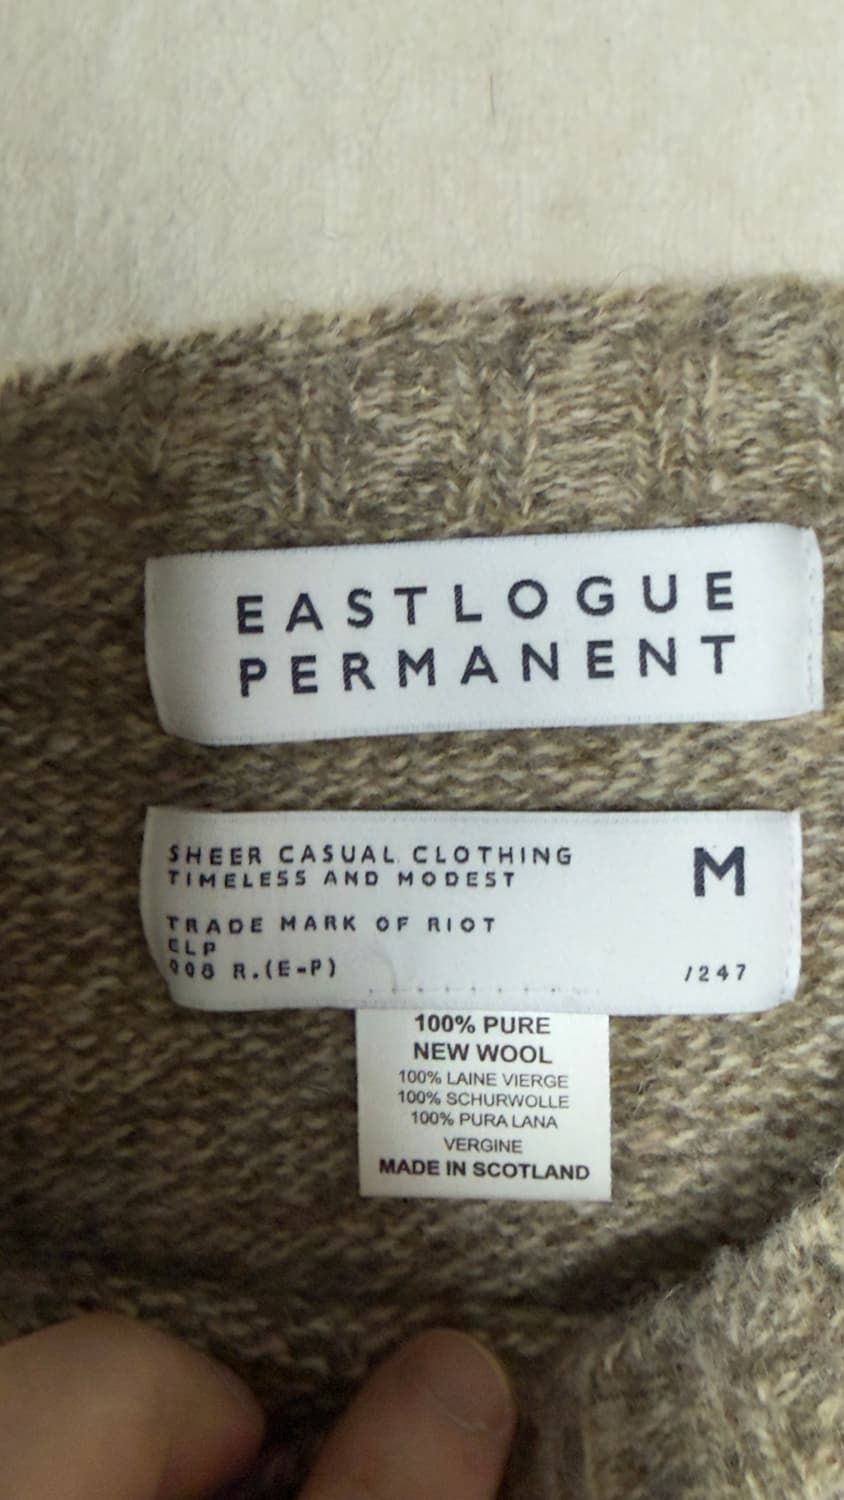 EASTLOGUE
PERMANENT
SHEER CASUAL CLOTHING
TIMELESS AND MODEST
M
TRADE MARK OF RIOT
ELP
008 R.(E-P)
/247
100% PURE
NEW WOOL
100% LAINE VIERGE
100% SCHURWOLLE
100% PURA LANA
VERGINE
MADE IN SCOTLAND